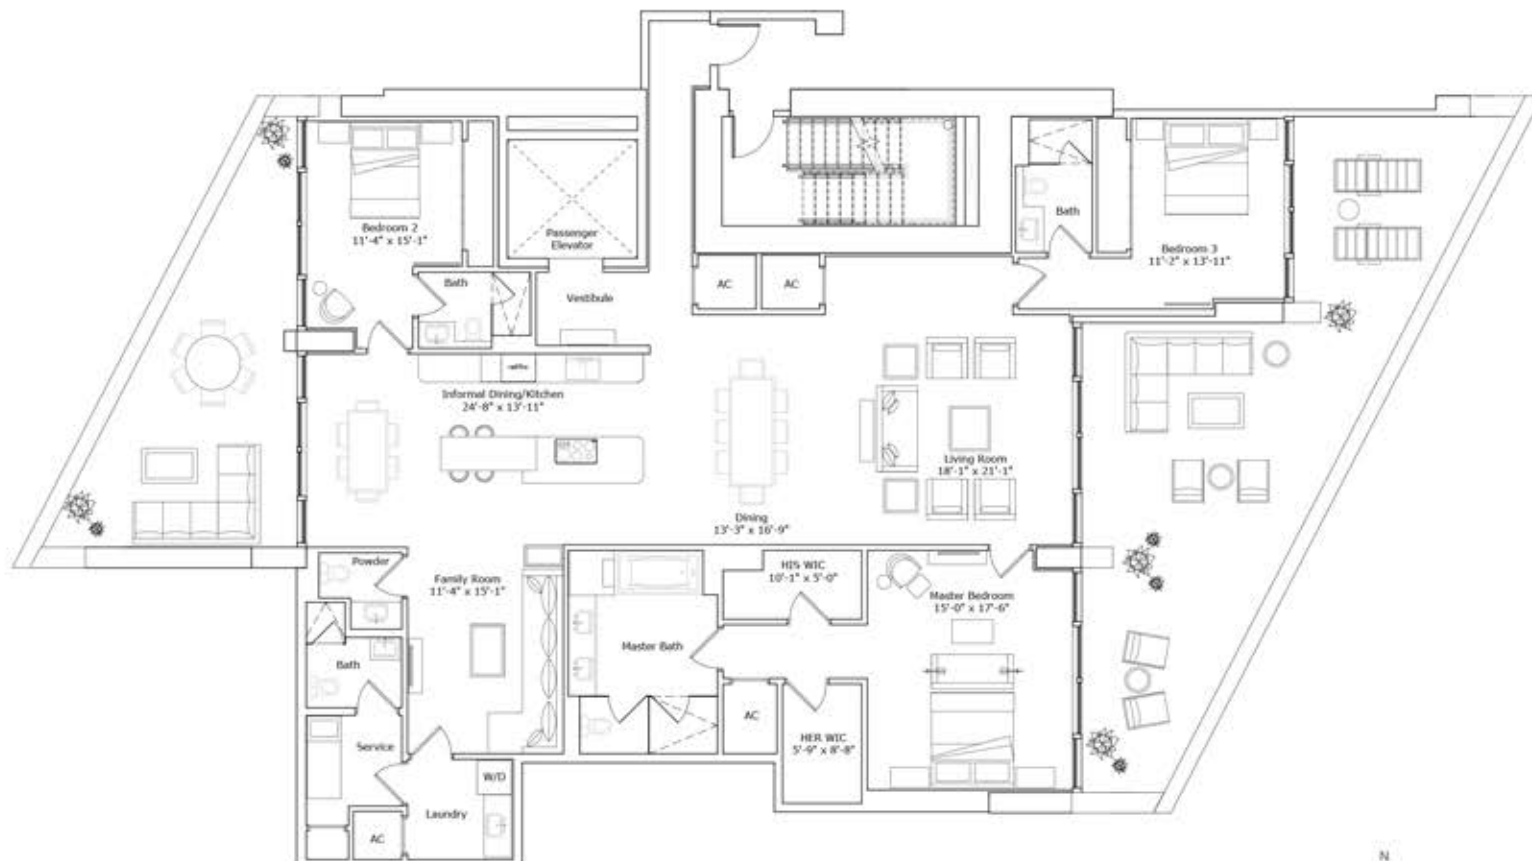 Bedroom 2
11'-4" x 15'-1"
Passenger
Elevator
Bath
Bedroom 3
11'-2" x 13'-11"
Bath
Vestibule
AC
AC
Informal Dining/Kitchen
24'-8" x 13'-11"
Living Room
18'-1" x 21'-1"
Dining
13'-3" x 16'-9"
Powder
Family Room
11'-4" x 15'-1"
HIS WIC
10'-1" x 5'-0"
Master Bedroom
15'-0" x 17'-6"
Master Bath
Bath
AC
Service
HER WIC
5'-9" x 8'-8"
W/D
Laundry
AC
N